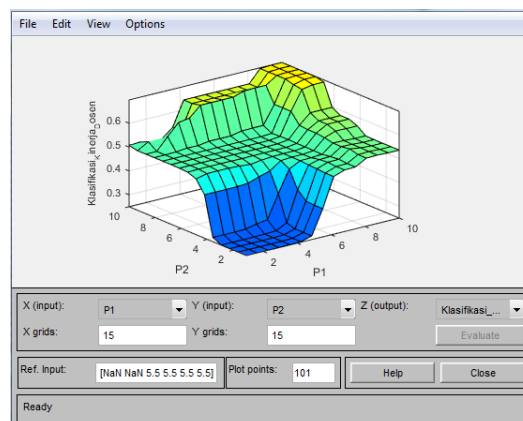 File Edit View Options
Klasifikasi_Kinerja_Dosen
0.6
0.5
0.4
0.3
10
8
6
4
2
P2
2
4
6
8
10
P1
X (input): P1 Y (input): P2 Z (output): Klasifikasi_...
X grids: 15 Y grids: 15 Evaluate
Ref. Input: [NaN NaN 5.5 5.5 5.5 5.5] Plot points: 101 Help Close
Ready